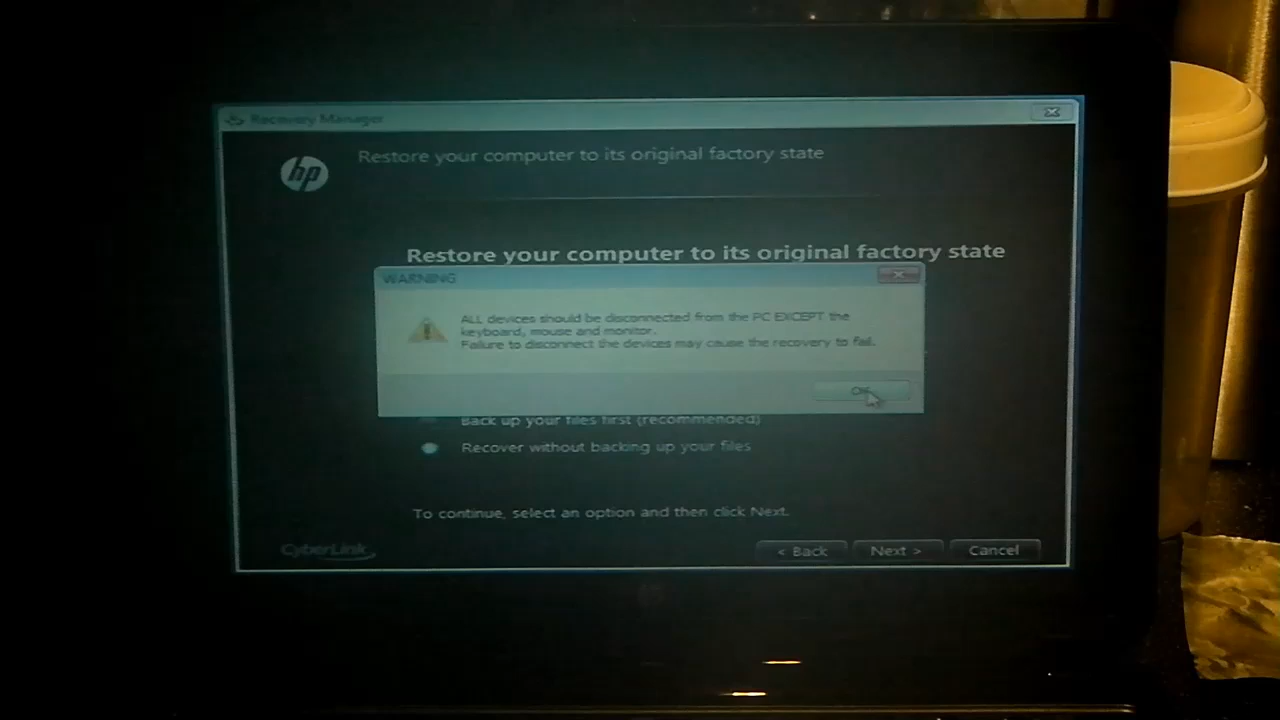 Recovery Manager
hp
Restore your computer to its original factory state
Restore your computer to its original factory state
WARNING
ALL devices should be disconnected from the PC EXCEPT the
keyboard, mouse and monitor.
Failure to disconnect the devices may cause the recovery to fail.
OK
Back up your files first (recommended)
Recover without backing up your files
To continue, select an option and then click Next.
CyberLink
< Back
Next >
Cancel